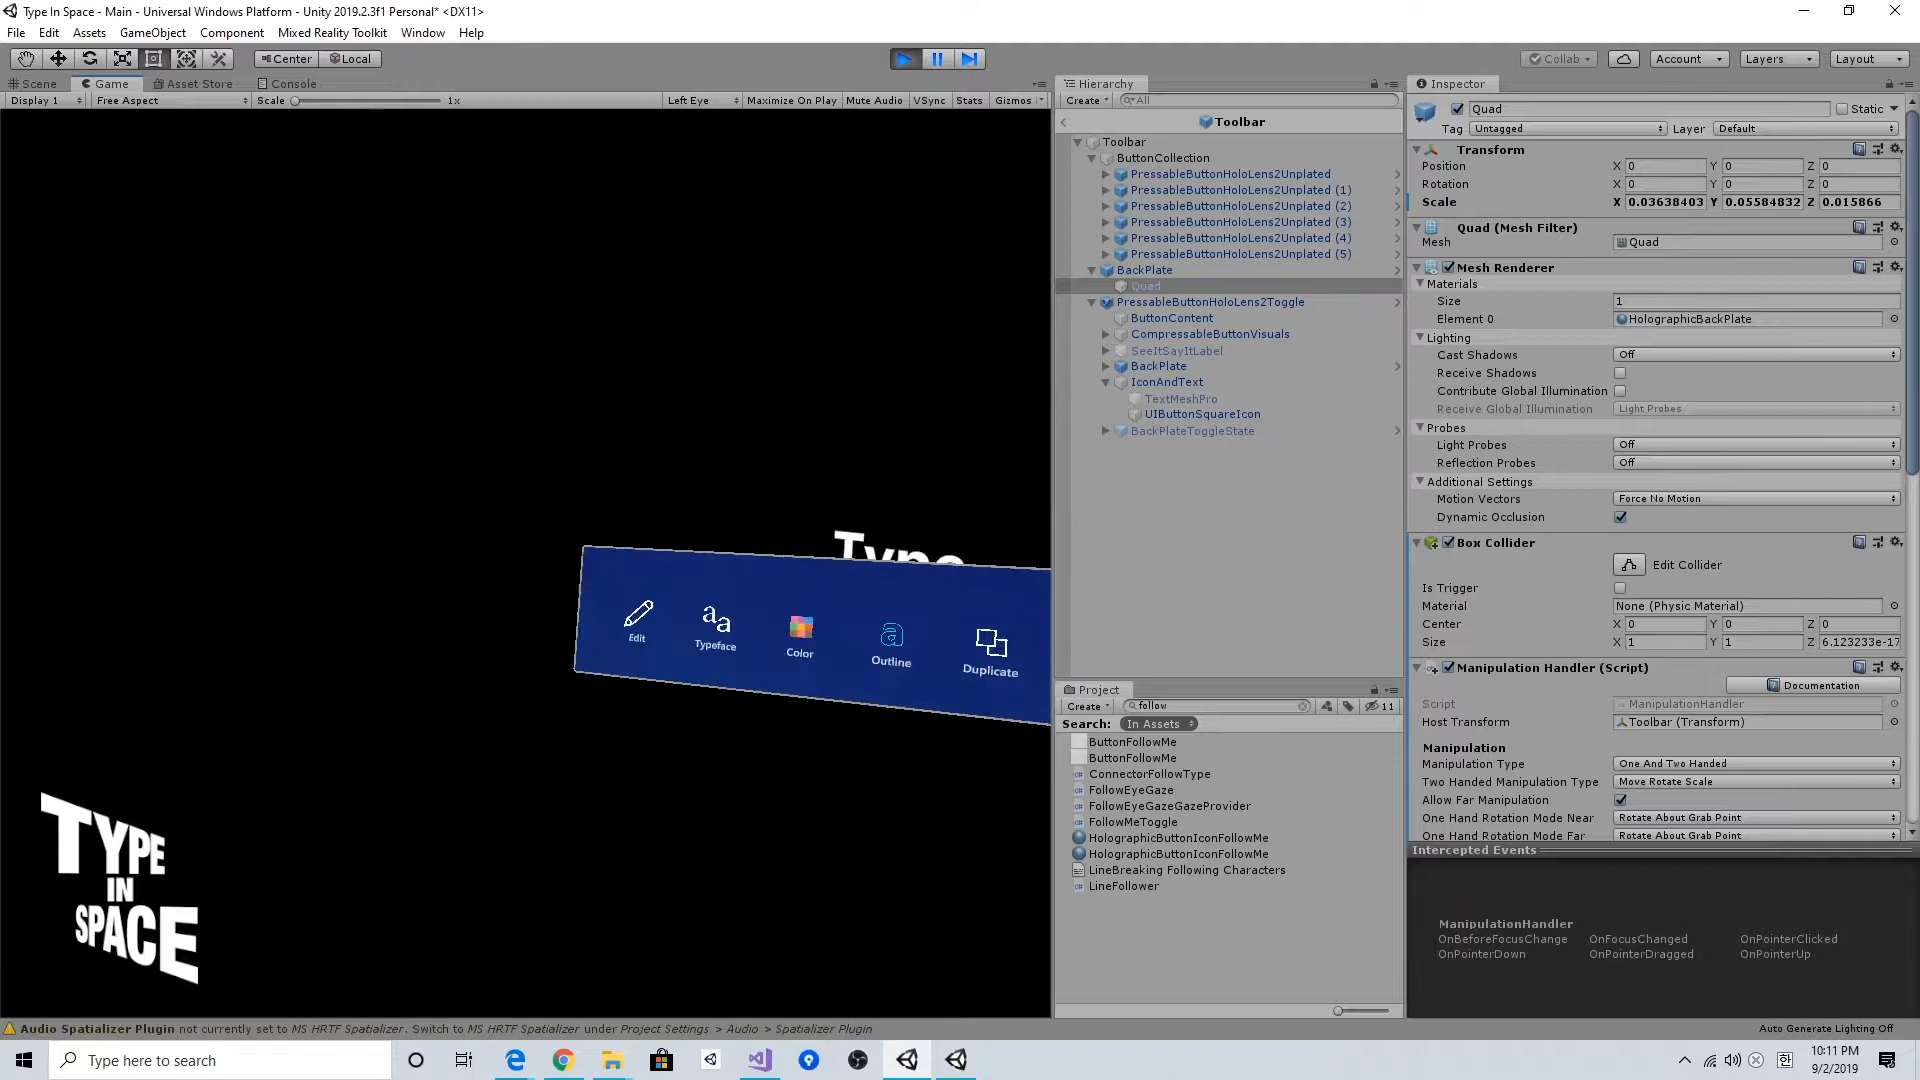 Type In Space - Main - Universal Windows Platform - Unity 2019.2.3f1 Personal* <DX11>
File Edit Assets GameObject Component Mixed Reality Toolkit Window Help
Center Local Collab Account Layers Layout
Scene Game Asset Store Console
Display 1 Free Aspect Scale 1x Left Eye Maximize On Play Mute Audio VSync Stats Gizmos
Type
Edit Typeface Color Outline Duplicate
TYPE
IN
SPACE
Hierarchy
Create All
Toolbar
Toolbar
ButtonCollection
PressableButtonHoloLens2Unplated
PressableButtonHoloLens2Unplated (1)
PressableButtonHoloLens2Unplated (2)
PressableButtonHoloLens2Unplated (3)
PressableButtonHoloLens2Unplated (4)
PressableButtonHoloLens2Unplated (5)
BackPlate
Quad
PressableButtonHoloLens2Toggle
ButtonContent
CompressableButtonVisuals
SeeItSayItLabel
BackPlate
IconAndText
TextMeshPro
UIButtonSquareIcon
BackPlateToggleState
Project
Create follow 11
Search: In Assets
ButtonFollowMe
ButtonFollowMe
ConnectorFollowType
FollowEyeGaze
FollowEyeGazeGazeProvider
FollowMeToggle
HolographicButtonIconFollowMe
HolographicButtonIconFollowMe
LineBreaking Following Characters
LineFollower
Inspector
Quad Static
Tag Untagged Layer Default
Transform
Position X 0 Y 0 Z 0
Rotation X 0 Y 0 Z 0
Scale X 0.03638403 Y 0.05584832 Z 0.015866
Quad (Mesh Filter)
Mesh Quad
Mesh Renderer
Materials
Size 1
Element 0 HolographicBackPlate
Lighting
Cast Shadows Off
Receive Shadows
Contribute Global Illumination
Receive Global Illumination Light Probes
Probes
Light Probes Off
Reflection Probes Off
Additional Settings
Motion Vectors Force No Motion
Dynamic Occlusion
Box Collider
Edit Collider
Is Trigger
Material None (Physic Material)
Center X 0 Y 0 Z 0
Size X 1 Y 1 Z 6.123233e-17
Manipulation Handler (Script)
Documentation
Script ManipulationHandler
Host Transform Toolbar (Transform)
Manipulation
Manipulation Type One And Two Handed
Two Handed Manipulation Type Move Rotate Scale
Allow Far Manipulation
One Hand Rotation Mode Near Rotate About Grab Point
One Hand Rotation Mode Far Rotate About Grab Point
Intercepted Events
ManipulationHandler
OnBeforeFocusChange OnFocusChanged OnPointerClicked
OnPointerDown OnPointerDragged OnPointerUp
Audio Spatializer Plugin not currently set to MS HRTF Spatializer. Switch to MS HRTF Spatializer under Project Settings > Audio > Spatializer Plugin
Auto Generate Lighting Off
Type here to search
한
10:11 PM
9/2/2019